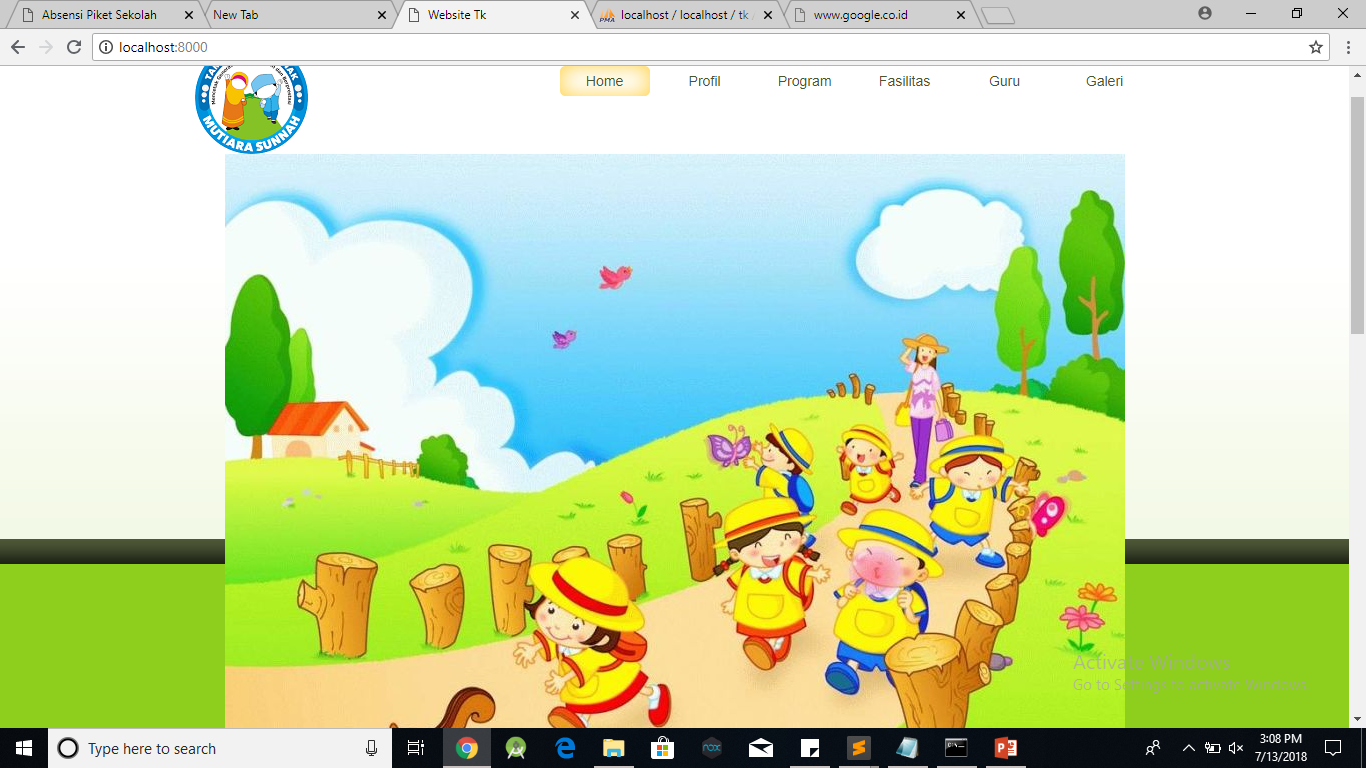 Absensi Piket Sekolah
New Tab
Website Tk
localhost / localhost / tk
www.google.co.id
localhost:8000
MUTIARA SUNNAH
Home
Profil
Program
Fasilitas
Guru
Galeri
Activate Windows
Go to Settings to activate Windows.
Type here to search
3:08 PM
7/13/2018